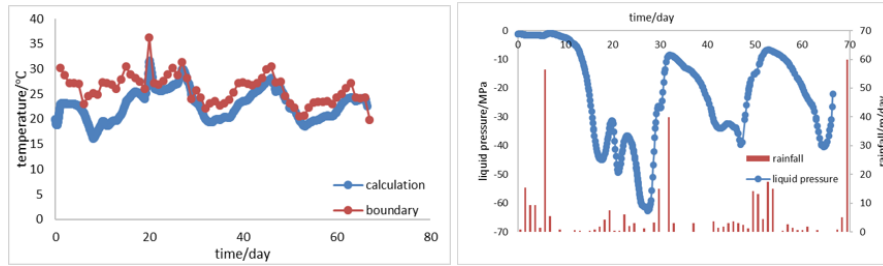 40
35
30
25
20
15
10
5
0
temperature/°C
0 20 40 60 80
time/day
calculation
boundary
time/day
0 10 20 30 40 50 60 70
0
-10
-20
-30
-40
-50
-60
-70
liquid pressure/MPa
70
60
50
40
30
20
10
0
rainfall/m/day
rainfall
liquid pressure